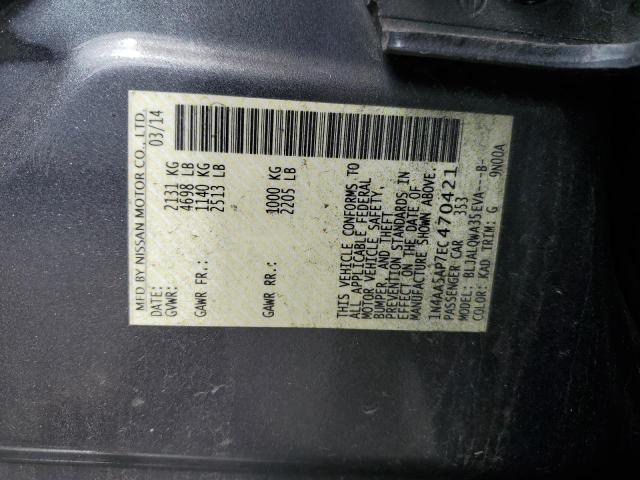 MFD BY NISSAN MOTOR CO., LTD.
DATE: 03/14
GVWR: 2131 KG
4698 LB
GAWR FR: 1140 KG
2513 LB
GAWR RR: 1000 KG
2205 LB
THIS VEHICLE CONFORMS TO
ALL APPLICABLE FEDERAL
MOTOR VEHICLE SAFETY,
BUMPER, AND THEFT
PREVENTION STANDARDS IN
EFFECT ON THE DATE OF
MANUFACTURE SHOWN ABOVE.
1N4AA5AP7EC470421
PASSENGER CAR 353
MODEL: BLJALQWA35EVA---B-
COLOR: KAD TRIM: G 9N00A